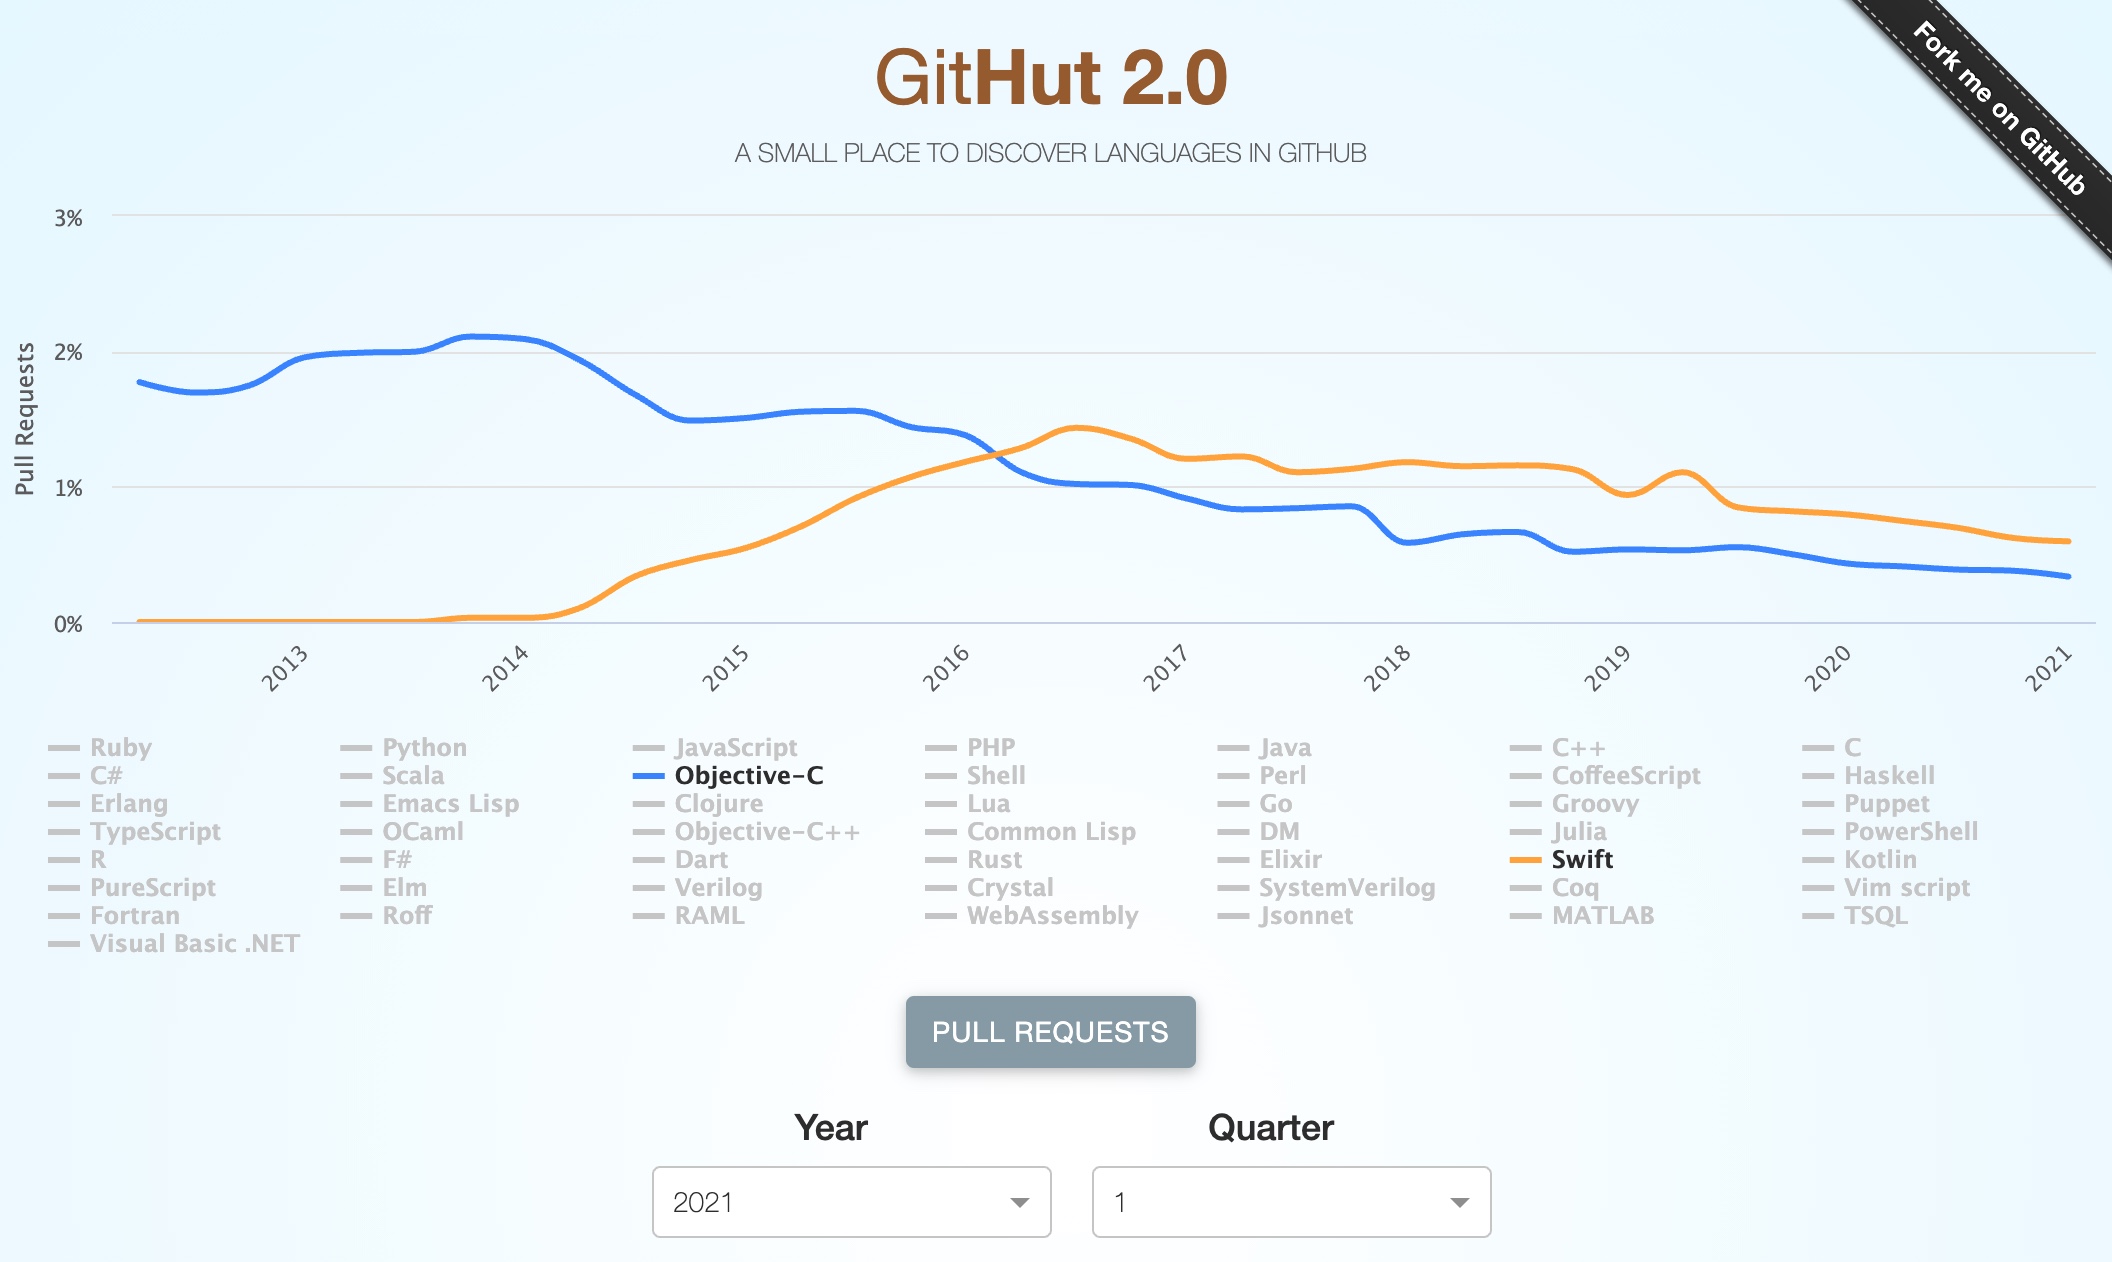 GitHut 2.0
A SMALL PLACE TO DISCOVER LANGUAGES IN GITHUB
Fork me on GitHub
3%
2%
1%
0%
Pull Requests
2013 2014 2015 2016 2017 2018 2019 2020 2021
Ruby Python JavaScript PHP Java C++ C
C# Scala Objective-C Shell Perl CoffeeScript Haskell
Erlang Emacs Lisp Clojure Lua Go Groovy Puppet
TypeScript OCaml Objective-C++ Common Lisp DM Julia PowerShell
R F# Dart Rust Elixir Swift Kotlin
PureScript Elm Verilog Crystal SystemVerilog Coq Vim script
Fortran Roff RAML WebAssembly Jsonnet MATLAB TSQL
Visual Basic .NET
PULL REQUESTS
Year Quarter
2021 1